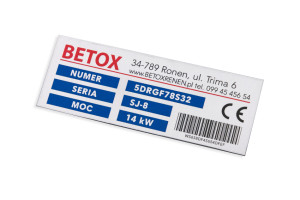 BETOX
34-789 Ronen, ul. Trima 6
www.BETOXRENEN.pl tel. 099 45 456 54
NUMER 5DRGF78S32
SERIA SJ-8
MOC 14 kW
CE